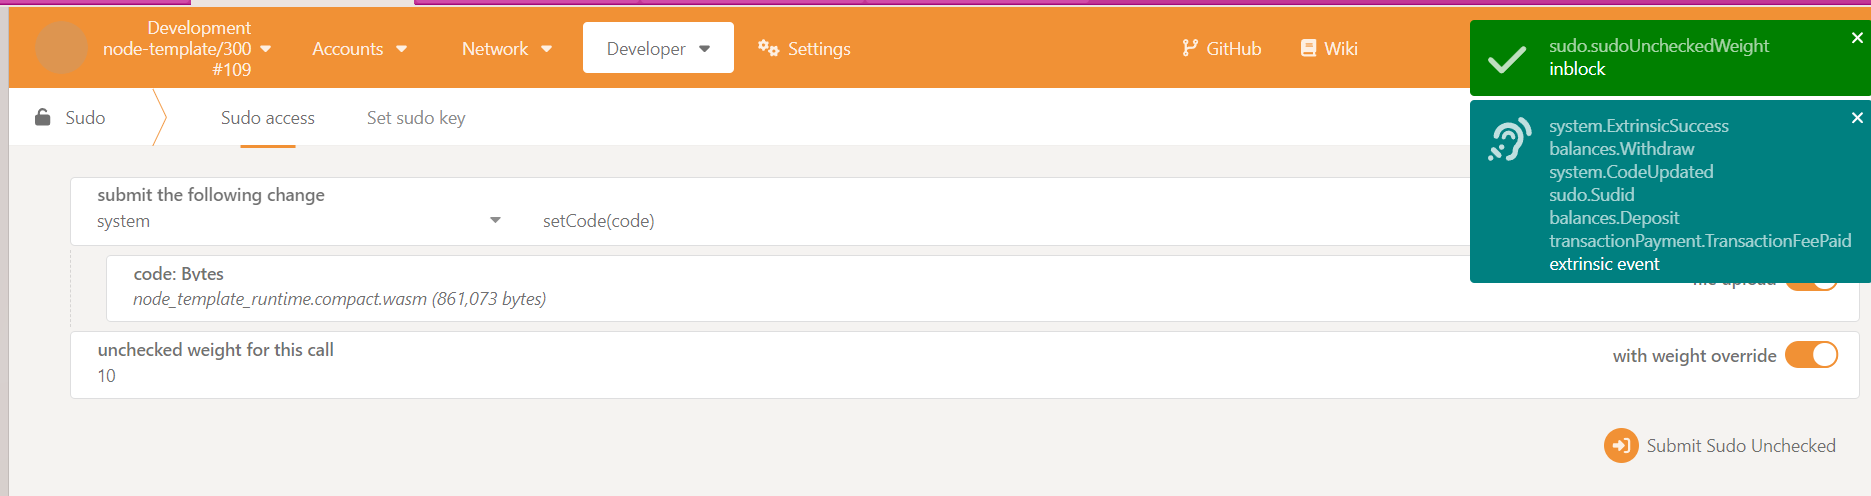 Development
node-template/300
#109
Accounts
Network
Developer
Settings
GitHub
Wiki
sudo.sudoUncheckedWeight
inblock
system.ExtrinsicSuccess
balances.Withdraw
system.CodeUpdated
sudo.Sudid
balances.Deposit
transactionPayment.TransactionFeePaid
extrinsic event
Sudo
Sudo access
Set sudo key
submit the following change
system
setCode(code)
code: Bytes
node_template_runtime.compact.wasm (861,073 bytes)
unchecked weight for this call
10
with weight override
Submit Sudo Unchecked